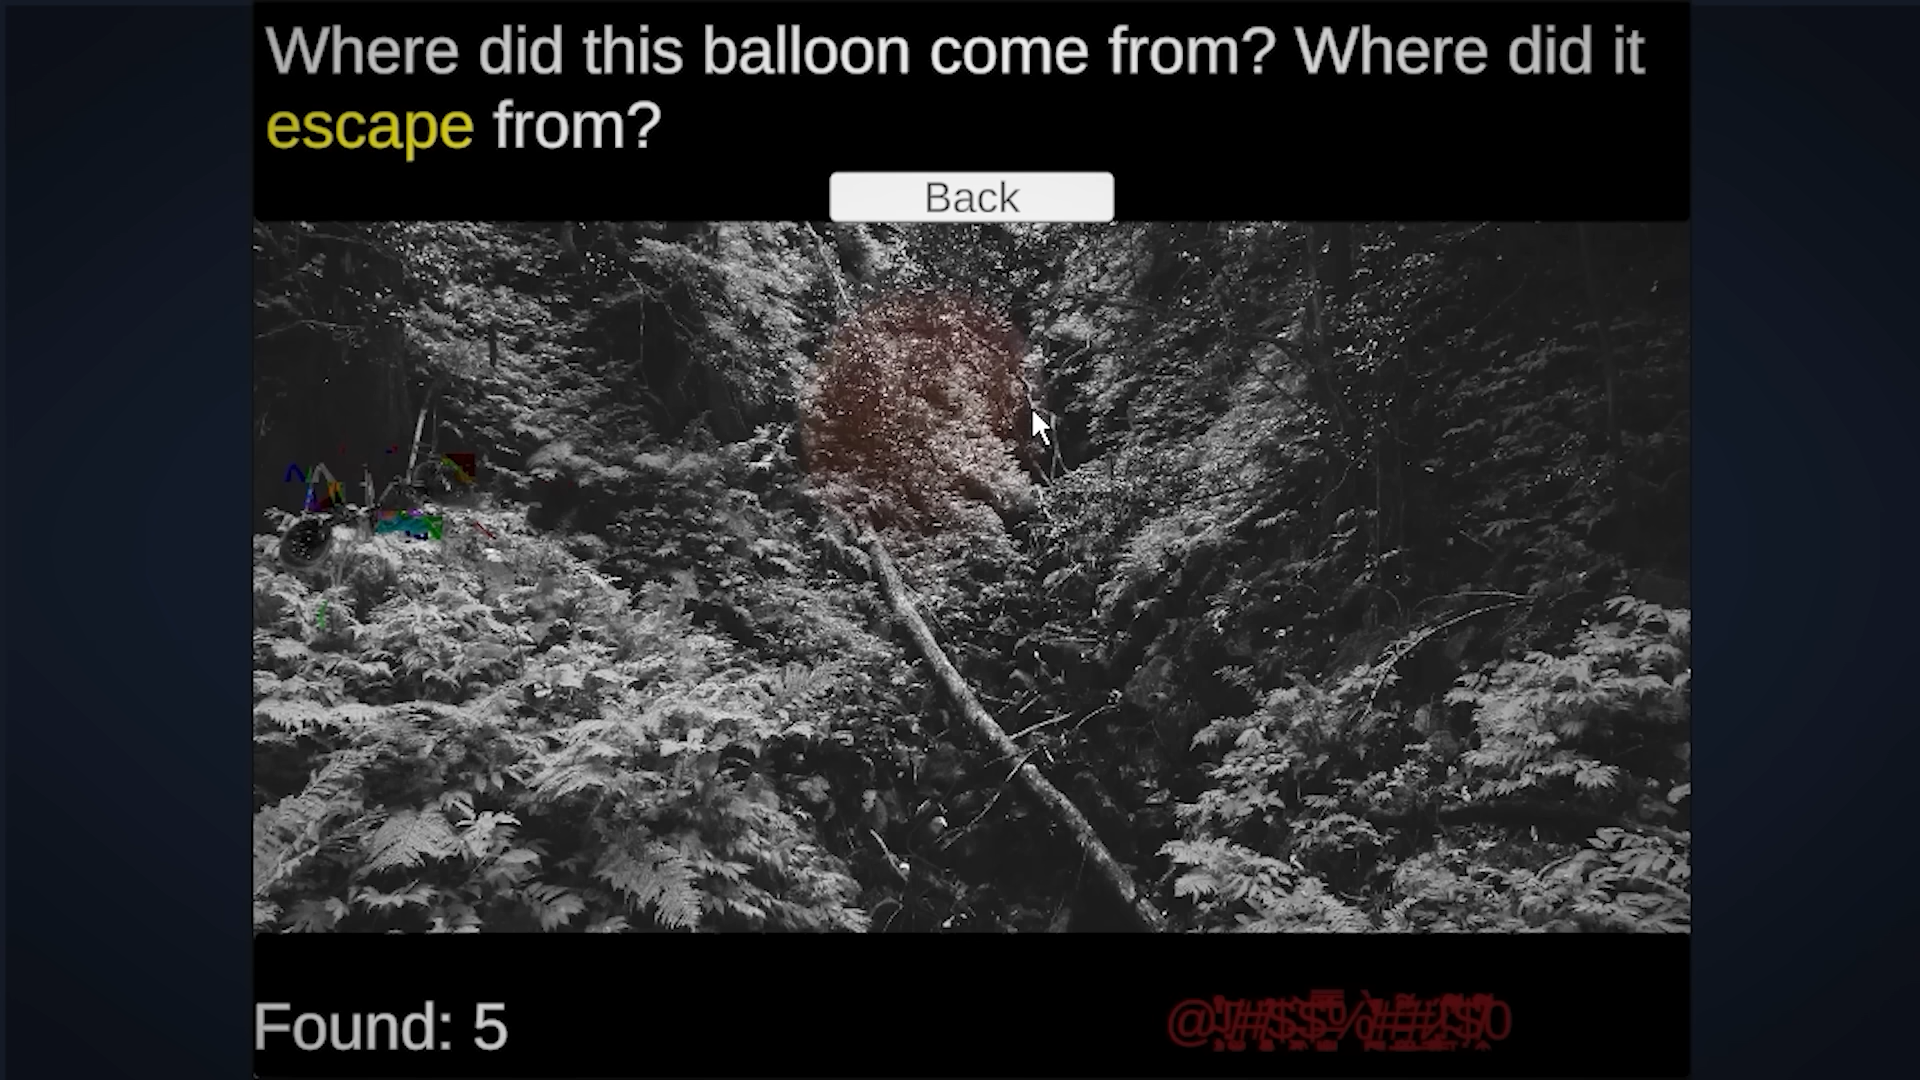 Where did this balloon come from? Where did it
escape from?
Back
Found: 5